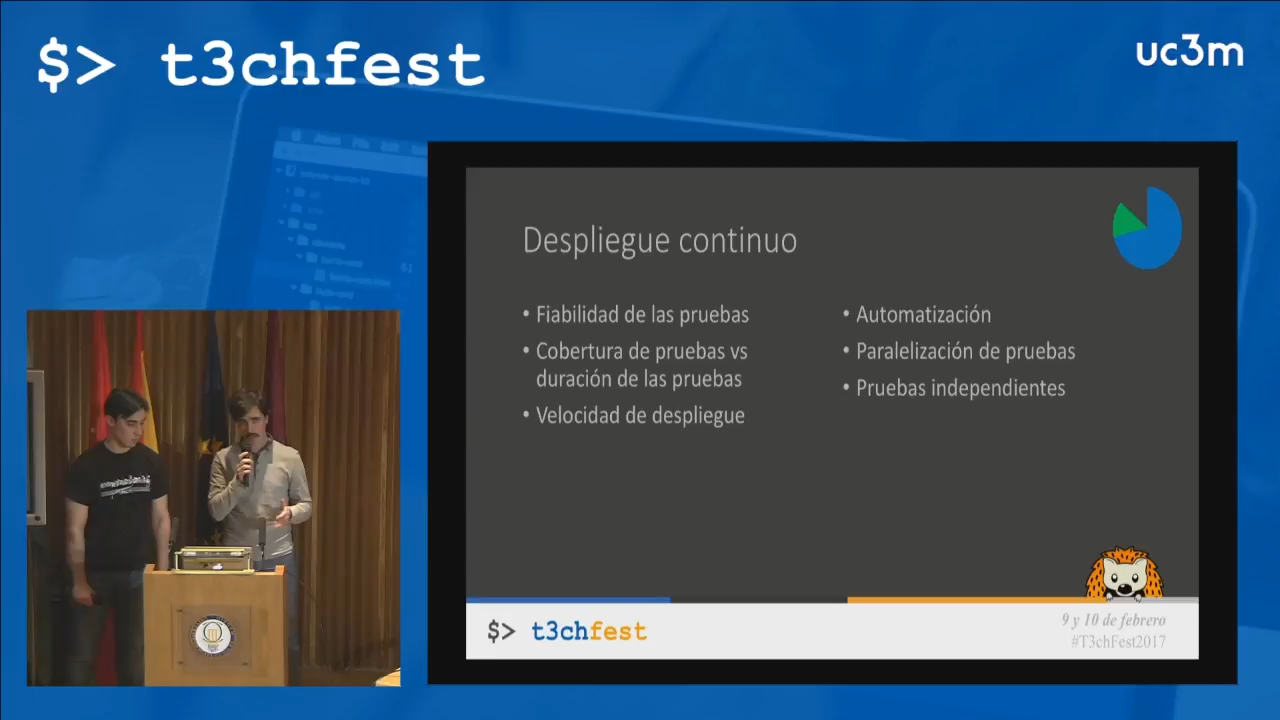 $> t3chfest
uc3m
Despliegue continuo
• Fiabilidad de las pruebas
• Cobertura de pruebas vs
duración de las pruebas
• Velocidad de despliegue
• Automatización
• Paralelización de pruebas
• Pruebas independientes
$> t3chfest
9 y 10 de febrero
#T3chFest2017